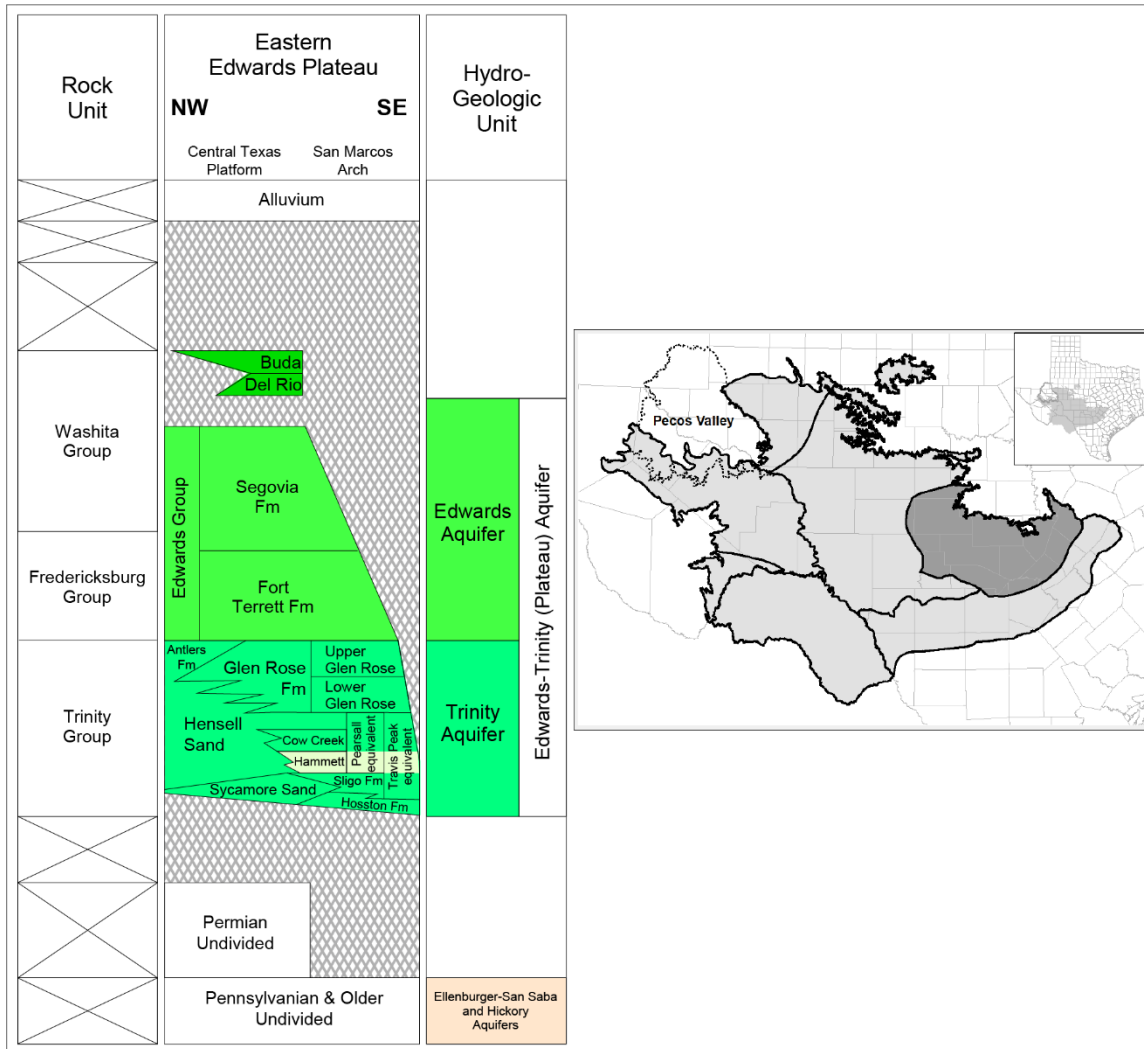 Rock
Unit
Eastern
Edwards Plateau
NW
SE
Central Texas
Platform
San Marcos
Arch
Hydro-
Geologic
Unit
Alluvium
Buda
Del Rio
Washita
Group
Edwards Group
Segovia
Fm
Edwards
Aquifer
Edwards-Trinity (Plateau) Aquifer
Fredericksburg
Group
Fort
Terrett Fm
Trinity
Group
Antlers
Fm
Glen Rose
Fm
Upper
Glen Rose
Lower
Glen Rose
Hensell
Sand
Cow Creek
Hammett
Pearsall
equivalent
Travis Peak
equivalent
Sligo Fm
Sycamore Sand
Hosston Fm
Trinity
Aquifer
Permian
Undivided
Pennsylvanian & Older
Undivided
Ellenburger-San Saba
and Hickory
Aquifers
Pecos Valley